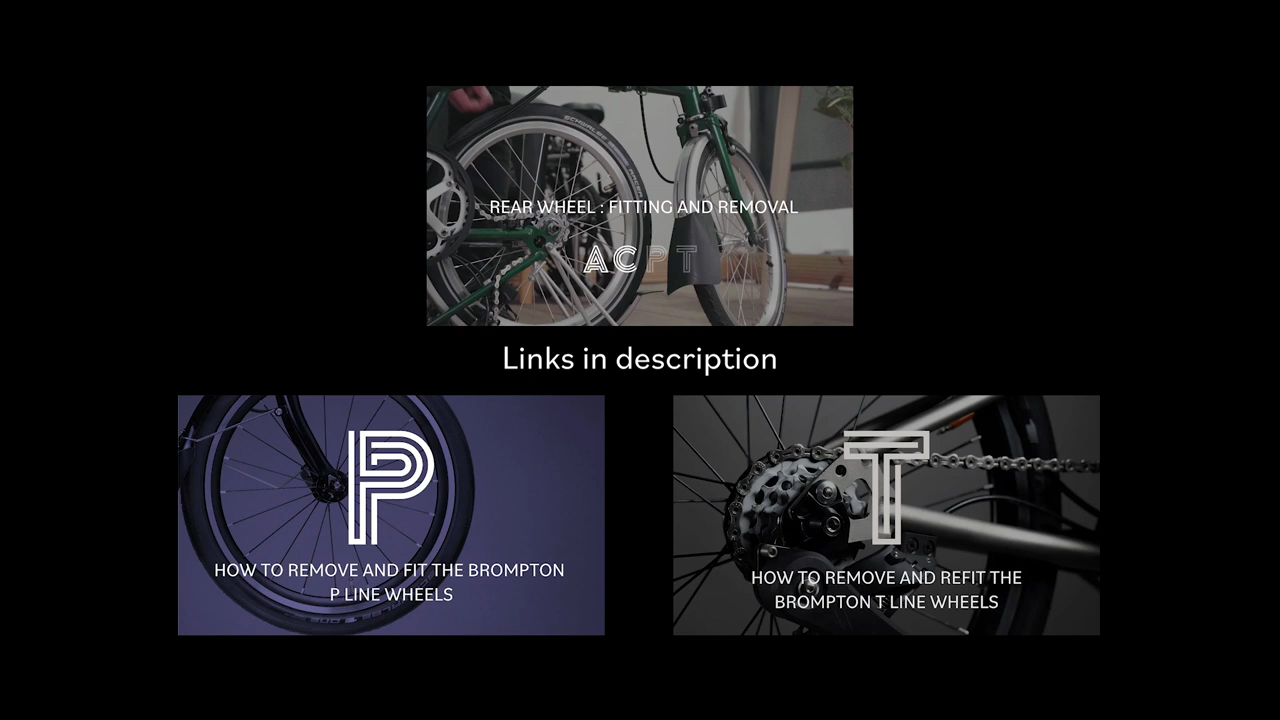 SCHWALBE
REAR WHEEL : FITTING AND REMOVAL
ACPT
Links in description
P
HOW TO REMOVE AND FIT THE BROMPTON
P LINE WHEELS
T
HOW TO REMOVE AND REFIT THE
BROMPTON T LINE WHEELS